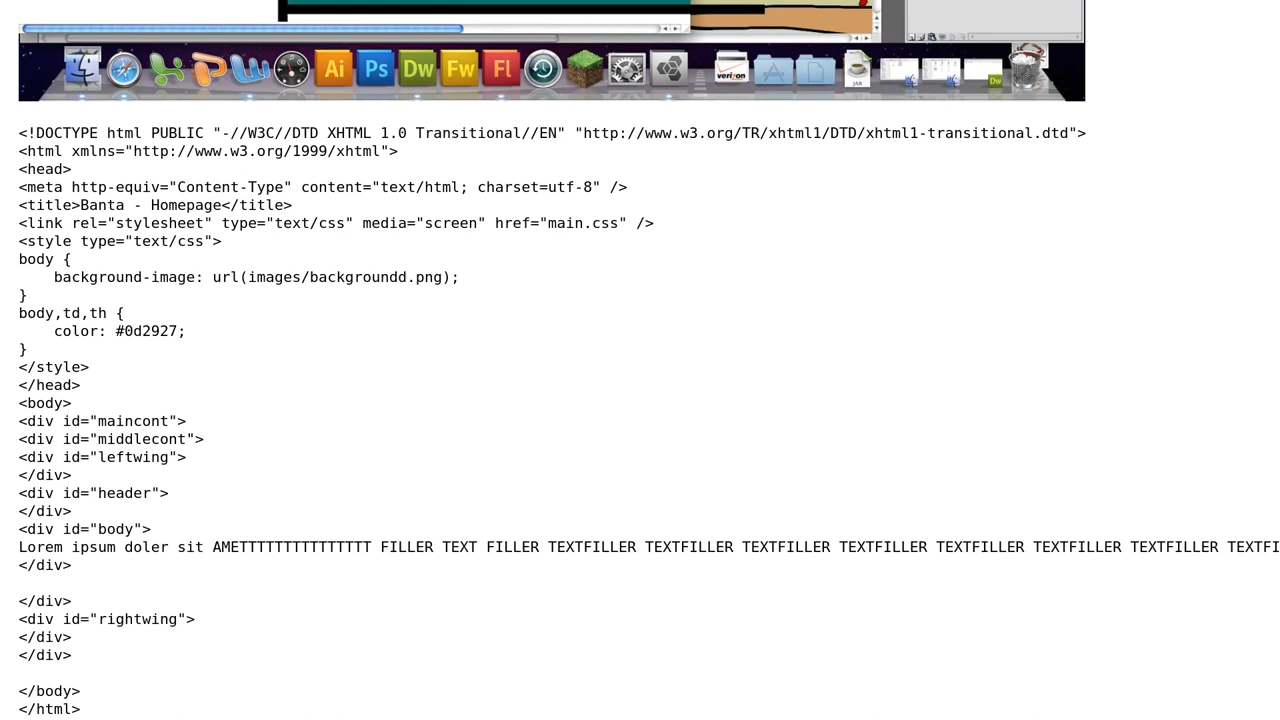 Ai Ps Dw Fw Fl verizon JAR Dw
<!DOCTYPE html PUBLIC "-//W3C//DTD XHTML 1.0 Transitional//EN" "http://www.w3.org/TR/xhtml1/DTD/xhtml1-transitional.dtd">
<html xmlns="http://www.w3.org/1999/xhtml">
<head>
<meta http-equiv="Content-Type" content="text/html; charset=utf-8" />
<title>Banta - Homepage</title>
<link rel="stylesheet" type="text/css" media="screen" href="main.css" />
<style type="text/css">
body {
    background-image: url(images/backgroundd.png);
}
body,td,th {
    color: #0d2927;
}
</style>
</head>
<body>
<div id="maincont">
<div id="middlecont">
<div id="leftwing">
</div>
<div id="header">
</div>
<div id="body">
Lorem ipsum doler sit AMETTTTTTTTTTTTTTT FILLER TEXT FILLER TEXTFILLER TEXTFILLER TEXTFILLER TEXTFILLER TEXTFILLER TEXTFILLER TEXTFILLER TEXTFI
</div>
</div>
<div id="rightwing">
</div>
</div>
</body>
</html>